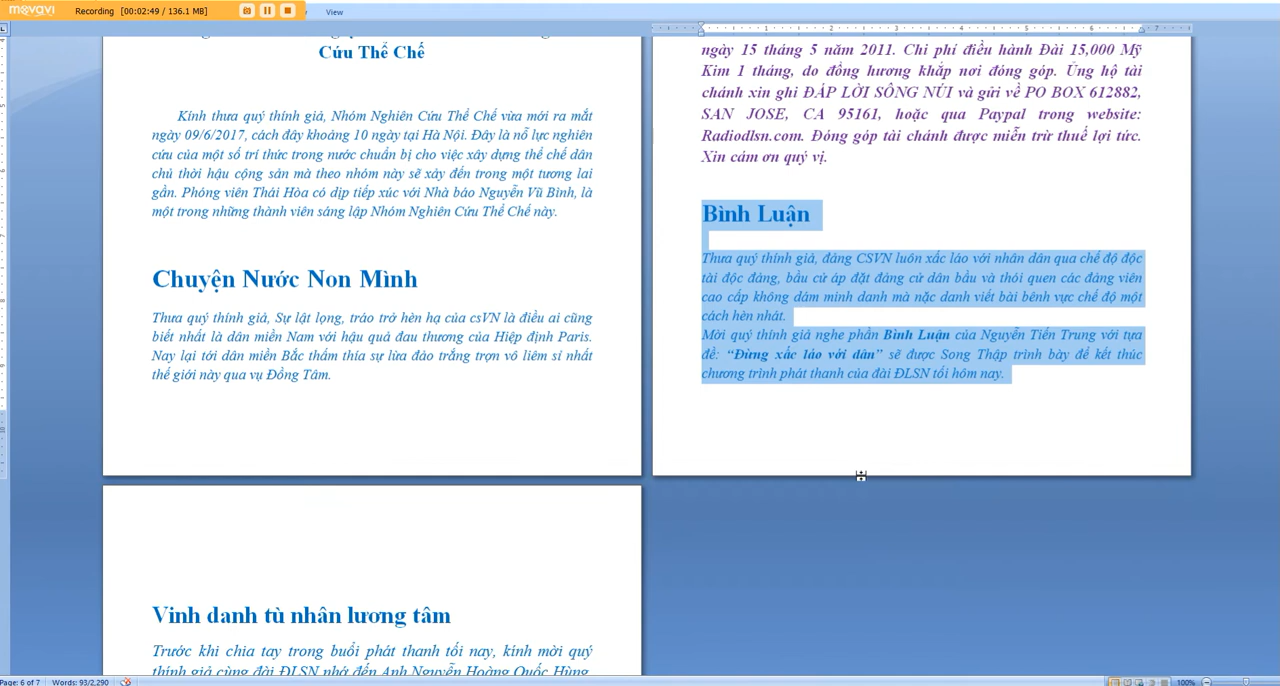 movavi
Recording [00:02:49 / 136.1 MB]
View
Cứu Thể Chế
Kính thưa quý thính giả, Nhóm Nghiên Cứu Thể Chế vừa mới ra mắt
ngày 09/6/2017, cách đây khoảng 10 ngày tại Hà Nội. Đây là nỗ lực nghiên
cứu của một số trí thức trong nước chuẩn bị cho việc xây dựng thể chế dân
chủ thời hậu cộng sản mà theo nhóm này sẽ xảy đến trong một tương lai
gần. Phóng viên Thái Hòa có dịp tiếp xúc với Nhà báo Nguyễn Vũ Bình, là
một trong những thành viên sáng lập Nhóm Nghiên Cứu Thể Chế này.
Chuyện Nước Non Mình
Thưa quý thính giả, Sự lật lọng, tráo trở hèn hạ của csVN là điều ai cũng
biết nhất là dân miền Nam với hậu quả đau thương của Hiệp định Paris.
Nay lại tới dân miền Bắc thấm thía sự lừa đảo trắng trợn vô liêm sỉ nhất
thế giới này qua vụ Đồng Tâm.
ngày 15 tháng 5 năm 2011. Chi phí điều hành Đài 15,000 Mỹ
Kim 1 tháng, do đồng hương khắp nơi đóng góp. Ủng hộ tài
chánh xin ghi ĐÁP LỜI SÔNG NÚI và gửi về PO BOX 612882,
SAN JOSE, CA 95161, hoặc qua Paypal trong website:
Radiodlsn.com. Đóng góp tài chánh được miễn trừ thuế lợi tức.
Xin cám ơn quý vị.
Bình Luận
Thưa quý thính giả, đảng CSVN luôn xấc láo với nhân dân qua chế độ độc
tài độc đảng, bầu cử áp đặt đảng cử dân bầu và thói quen các đảng viên
cao cấp không dám minh danh mà nặc danh viết bài bênh vực chế độ một
cách hèn nhát.
Mời quý thính giả nghe phần Bình Luận của Nguyễn Tiến Trung với tựa
đề: “Đừng xấc láo với dân” sẽ được Song Thập trình bày để kết thúc
chương trình phát thanh của đài ĐLSN tối hôm nay.
Vinh danh tù nhân lương tâm
Trước khi chia tay trong buổi phát thanh tối nay, kính mời quý
thính giả cùng đài ĐLSN nhớ đến Anh Nguyễn Hoàng Quốc Hùng,
Page: 6 of 7
Words: 93/2,290
100%